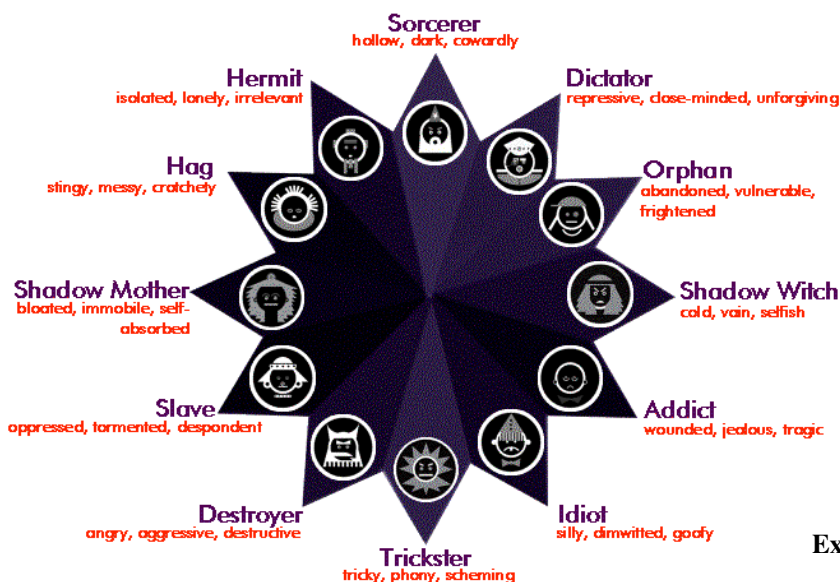 Sorcerer
hollow, dark, cowardly
Hermit
isolated, lonely, irrelevant
Dictator
repressive, close-minded, unforgiving
Hag
stingy, messy, crotchety
Orphan
abandoned, vulnerable,
frightened
Shadow Mother
bloated, immobile, self-
absorbed
Shadow Witch
cold, vain, selfish
Slave
oppressed, tormented, despondent
Addict
wounded, jealous, tragic
Destroyer
angry, aggressive, destructive
Idiot
silly, dimwitted, goofy
Trickster
tricky, phony, scheming
Ex